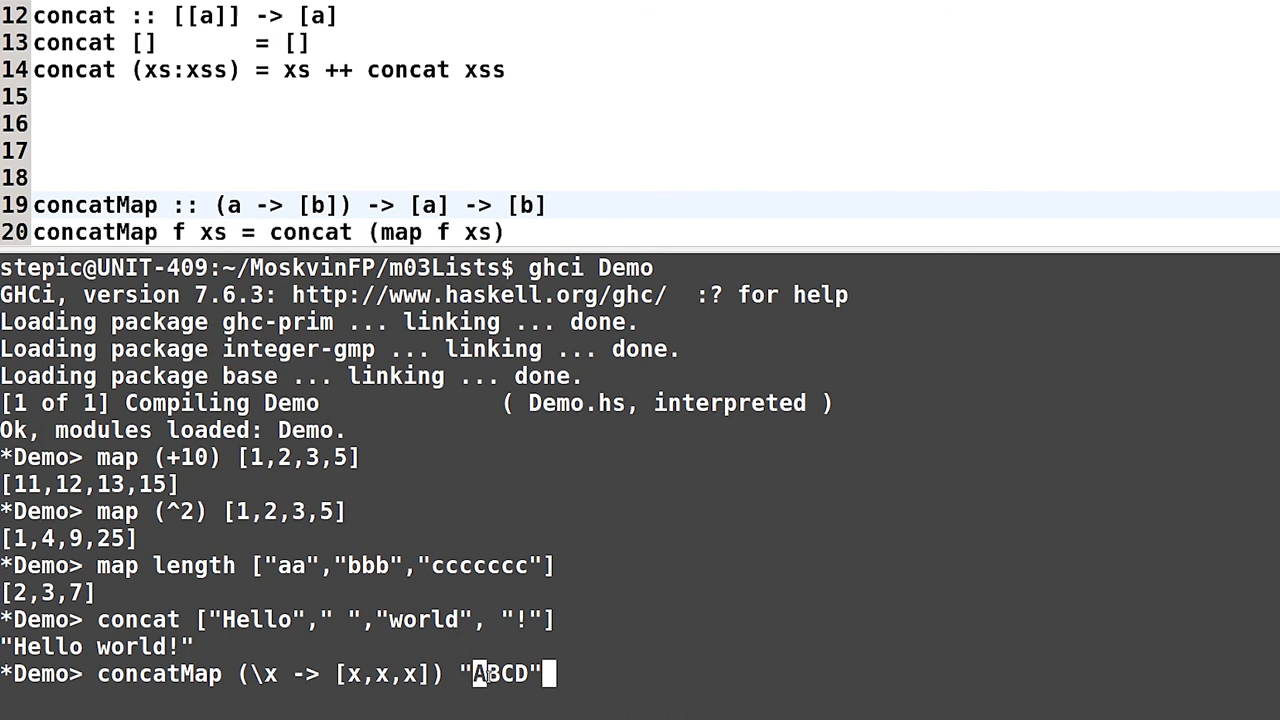 12 concat :: [[a]] -> [a]
13 concat []       = []
14 concat (xs:xss) = xs ++ concat xss
15
16
17
18
19 concatMap :: (a -> [b]) -> [a] -> [b]
20 concatMap f xs = concat (map f xs)
stepic@UNIT-409:~/MoskvinFP/m03Lists$ ghci Demo
GHCi, version 7.6.3: http://www.haskell.org/ghc/  :? for help
Loading package ghc-prim ... linking ... done.
Loading package integer-gmp ... linking ... done.
Loading package base ... linking ... done.
[1 of 1] Compiling Demo             ( Demo.hs, interpreted )
Ok, modules loaded: Demo.
*Demo> map (+10) [1,2,3,5]
[11,12,13,15]
*Demo> map (^2) [1,2,3,5]
[1,4,9,25]
*Demo> map length ["aa","bbb","ccccccc"]
[2,3,7]
*Demo> concat ["Hello"," ","world", "!"]
"Hello world!"
*Demo> concatMap (\x -> [x,x,x]) "ABCD"